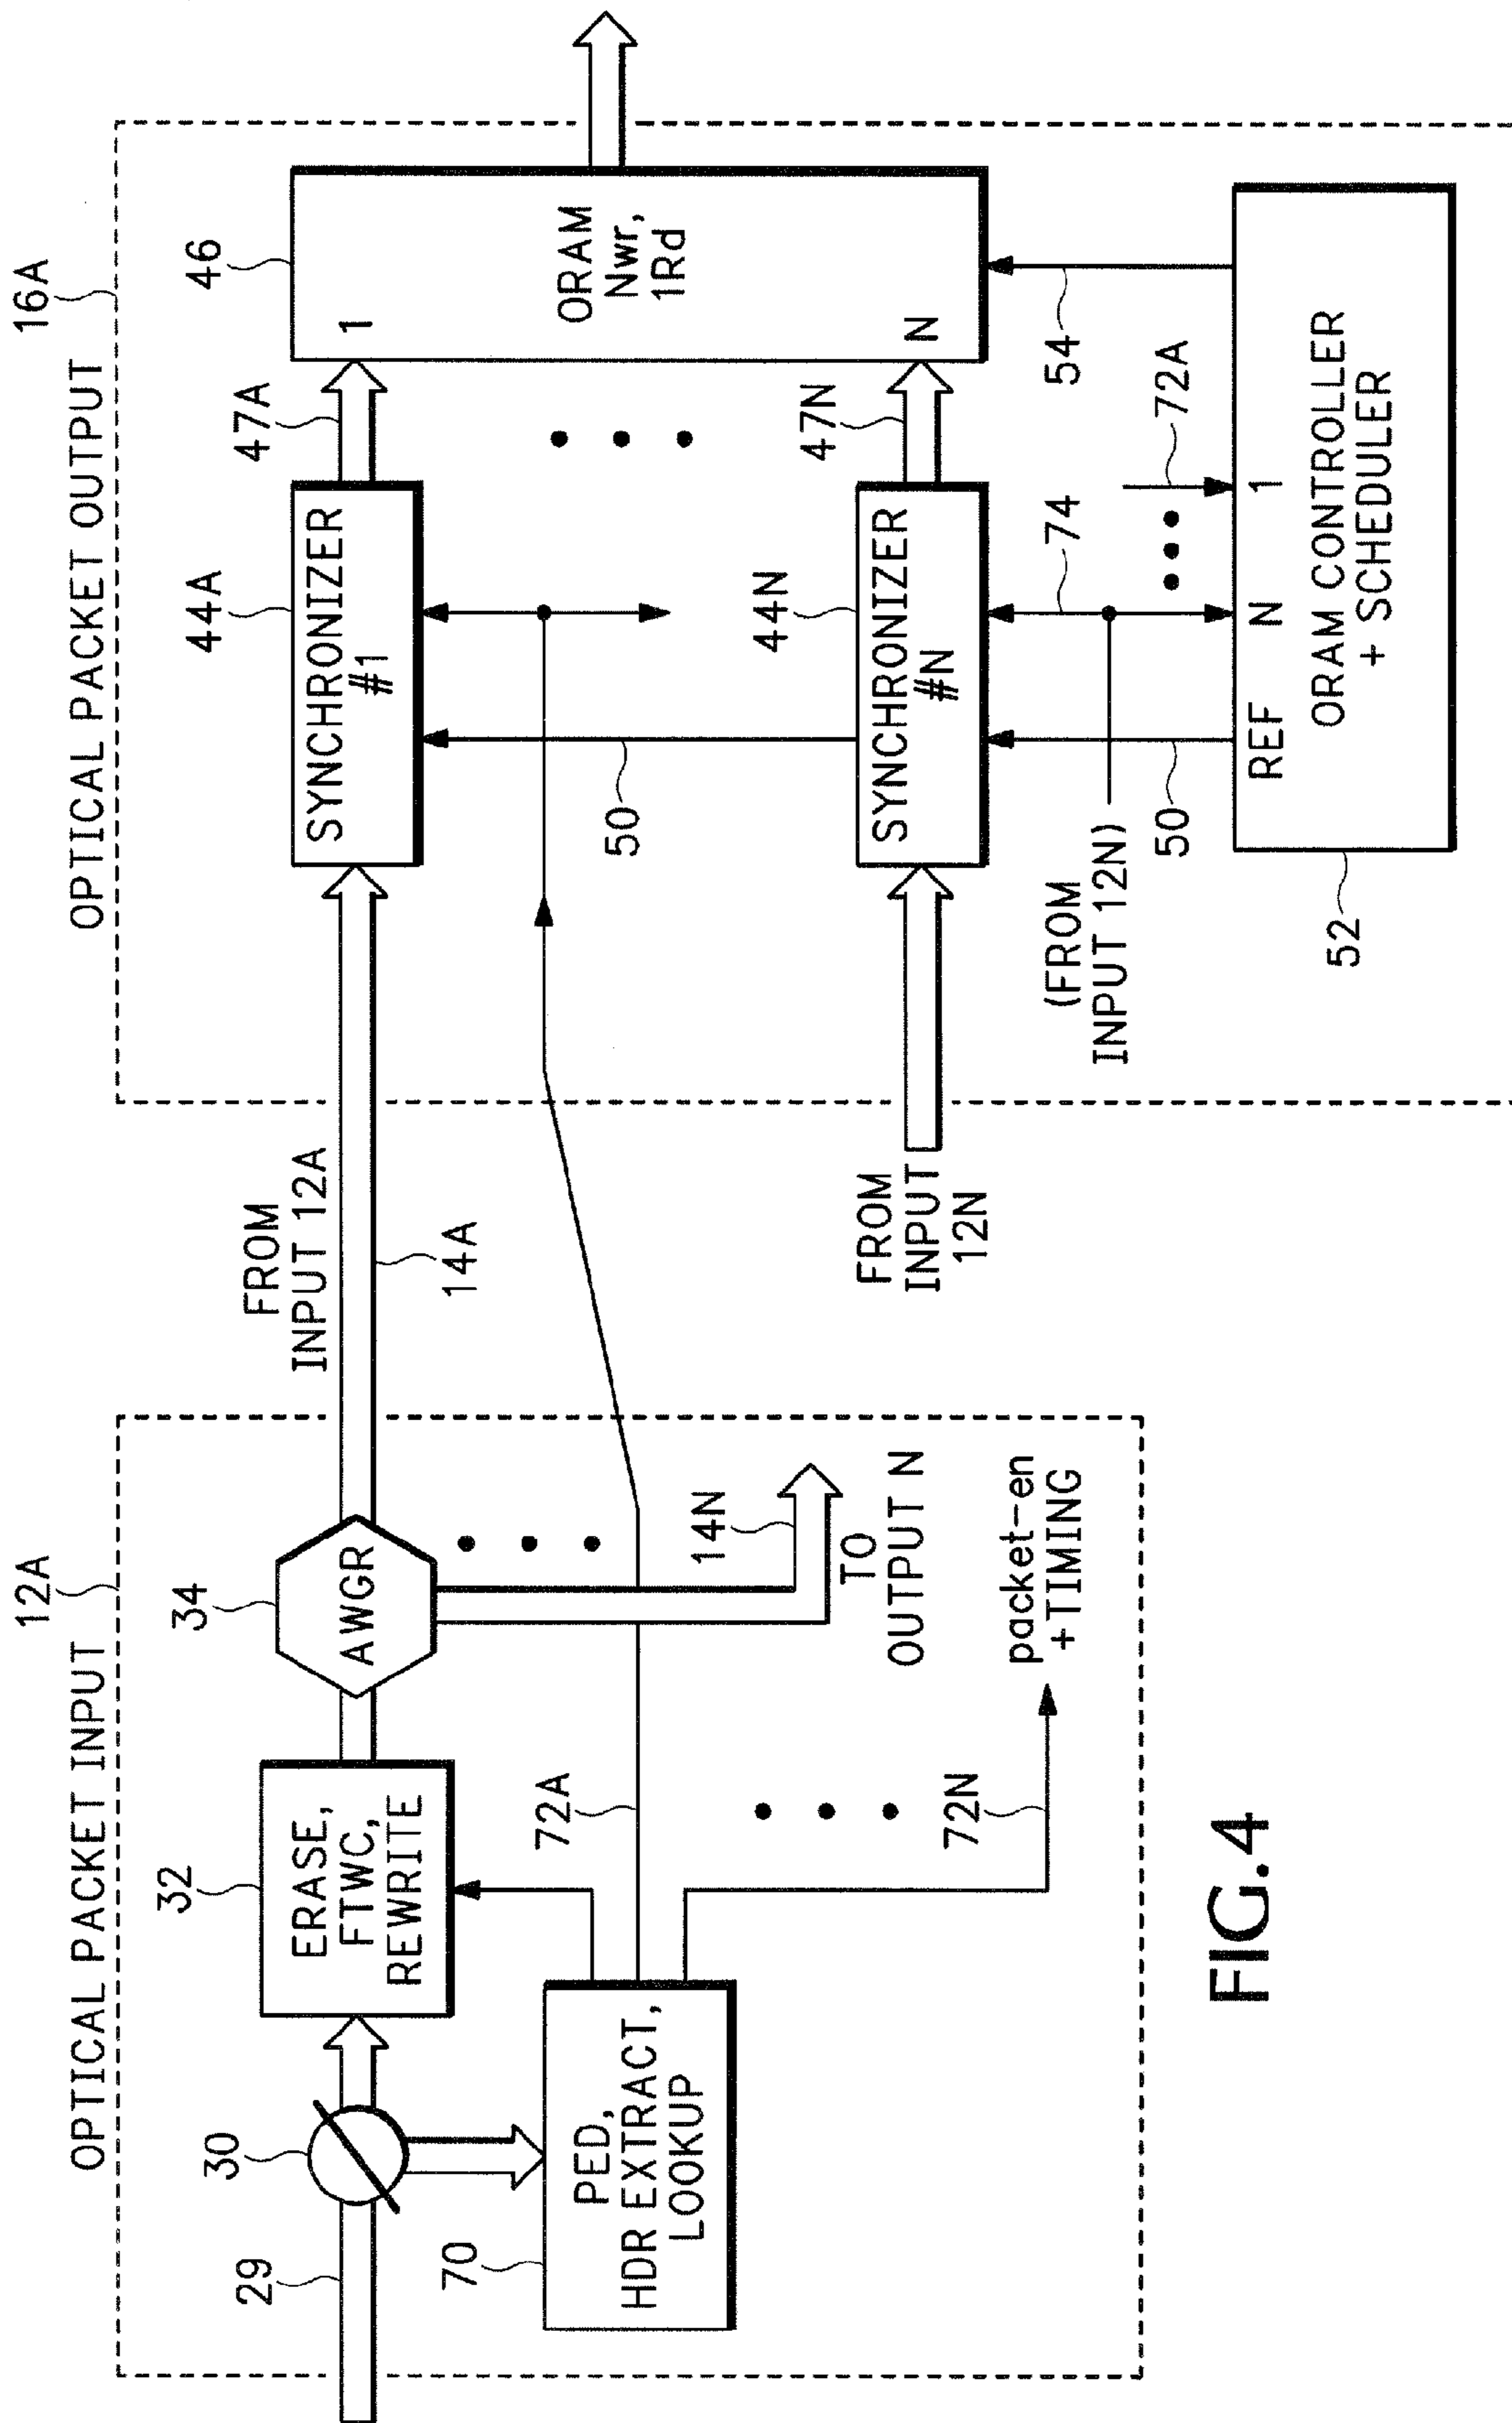 OPTICAL PACKET INPUT
12A
29
30
32
ERASE,
FTWC,
REWRITE
34
AWGR
70
PED,
HDR EXTRACT,
LOOKUP
72A
72N
packet-en
+TIMING
14N
TO
OUTPUT N
FROM
INPUT 12A
14A
OPTICAL PACKET OUTPUT
16A
44A
SYNCHRONIZER
#1
47A
46
1
ORAM
Nwr,
1Rd
N
50
FROM
INPUT
12N
44N
SYNCHRONIZER
#N
47N
74
54
72A
(FROM
INPUT 12N)
50
REF
N
1
ORAM CONTROLLER
+ SCHEDULER
52
FIG.4